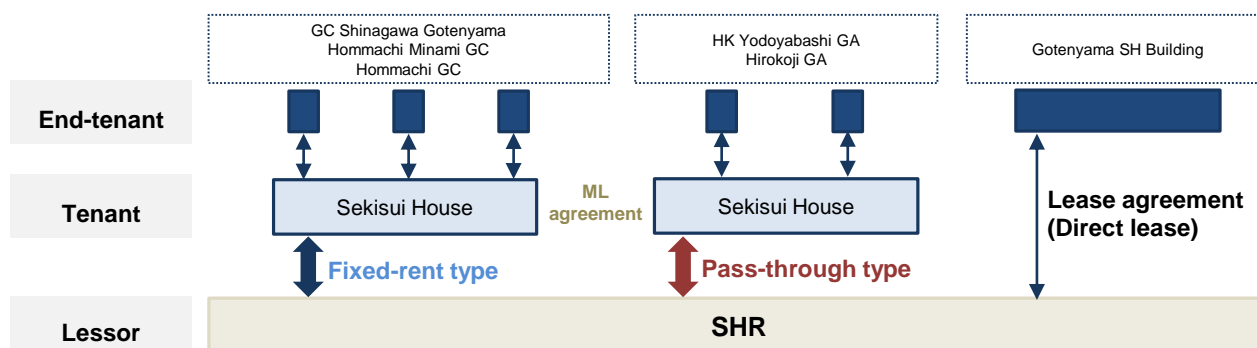 GC Shinagawa Gotenyama
Hommachi Minami GC
Hommachi GC
HK Yodoyabashi GA
Hirokoji GA
Gotenyama SH Building
End-tenant
Tenant
Sekisui House
ML
agreement
Sekisui House
Lease agreement
(Direct lease)
Fixed-rent type
Pass-through type
Lessor
SHR